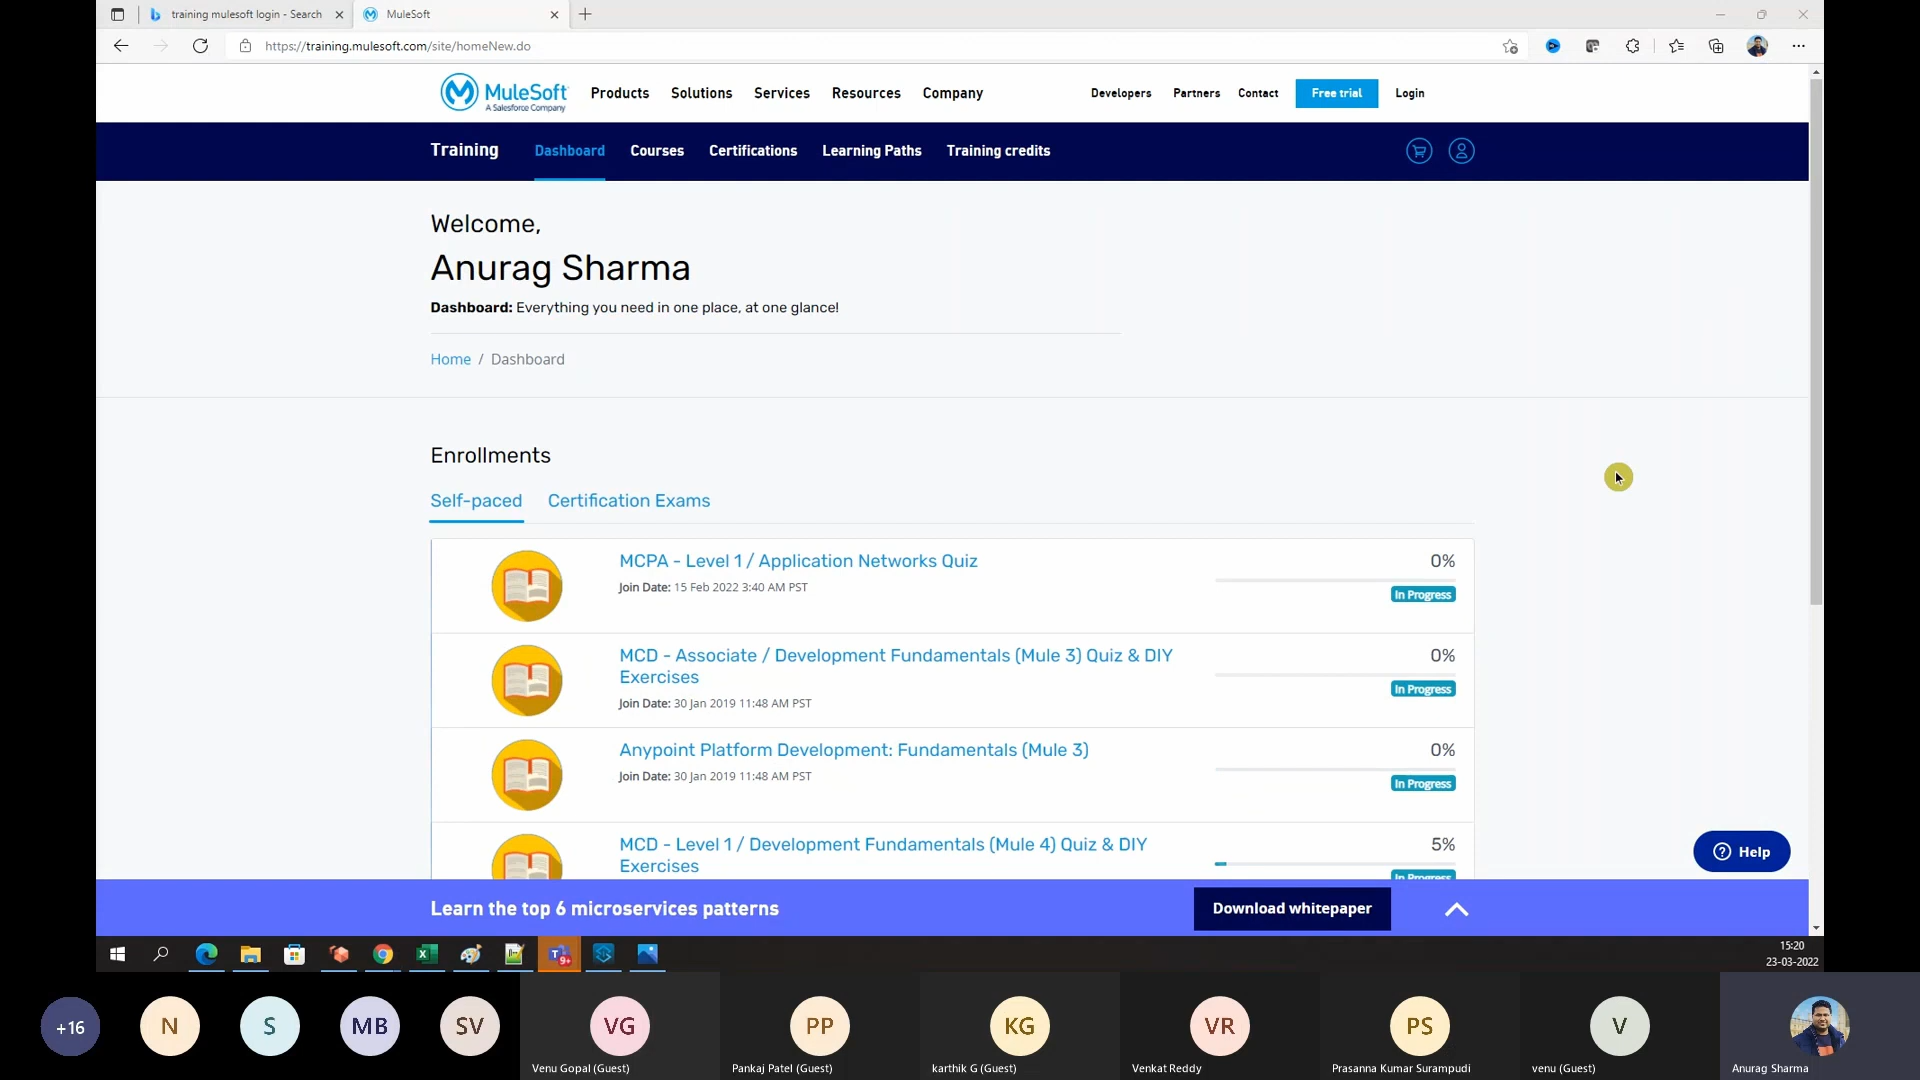 training mulesoft login - Search
MuleSoft
https://training.mulesoft.com/site/homeNew.do
MuleSoft
A Salesforce Company
Products Solutions Services Resources Company
Developers Partners Contact Free trial Login
Training Dashboard Courses Certifications Learning Paths Training credits
Welcome,
Anurag Sharma
Dashboard: Everything you need in one place, at one glance!
Home / Dashboard
Enrollments
Self-paced Certification Exams
MCPA - Level 1 / Application Networks Quiz
0%
Join Date: 15 Feb 2022 3:40 AM PST
In Progress
MCD - Associate / Development Fundamentals (Mule 3) Quiz & DIY
Exercises
0%
Join Date: 30 Jan 2019 11:48 AM PST
In Progress
Anypoint Platform Development: Fundamentals (Mule 3)
0%
Join Date: 30 Jan 2019 11:48 AM PST
In Progress
MCD - Level 1 / Development Fundamentals (Mule 4) Quiz & DIY
Exercises
5%
In Progress
Help
Learn the top 6 microservices patterns
Download whitepaper
9+
15:20
23-03-2022
+16
N
S
MB
SV
VG
PP
KG
VR
PS
V
Venu Gopal (Guest)
Pankaj Patel (Guest)
karthik G (Guest)
Venkat Reddy
Prasanna Kumar Surampudi
venu (Guest)
Anurag Sharma